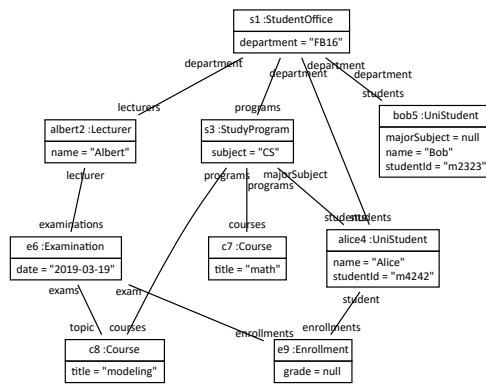 s1 :StudentOffice
department = "FB16"
department
department
department
department
lecturers
programs
students
albert2 :Lecturer
name = "Albert"
s3 :StudyProgram
subject = "CS"
bob5 :UniStudent
majorSubject = null
name = "Bob"
studentId = "m2323"
lecturer
programs
majorSubject
programs
examinations
courses
students
students
e6 :Examination
date = "2019-03-19"
c7 :Course
title = "math"
alice4 :UniStudent
name = "Alice"
studentId = "m4242"
exams
exam
student
topic
courses
enrollments
enrollments
c8 :Course
title = "modeling"
e9 :Enrollment
grade = null